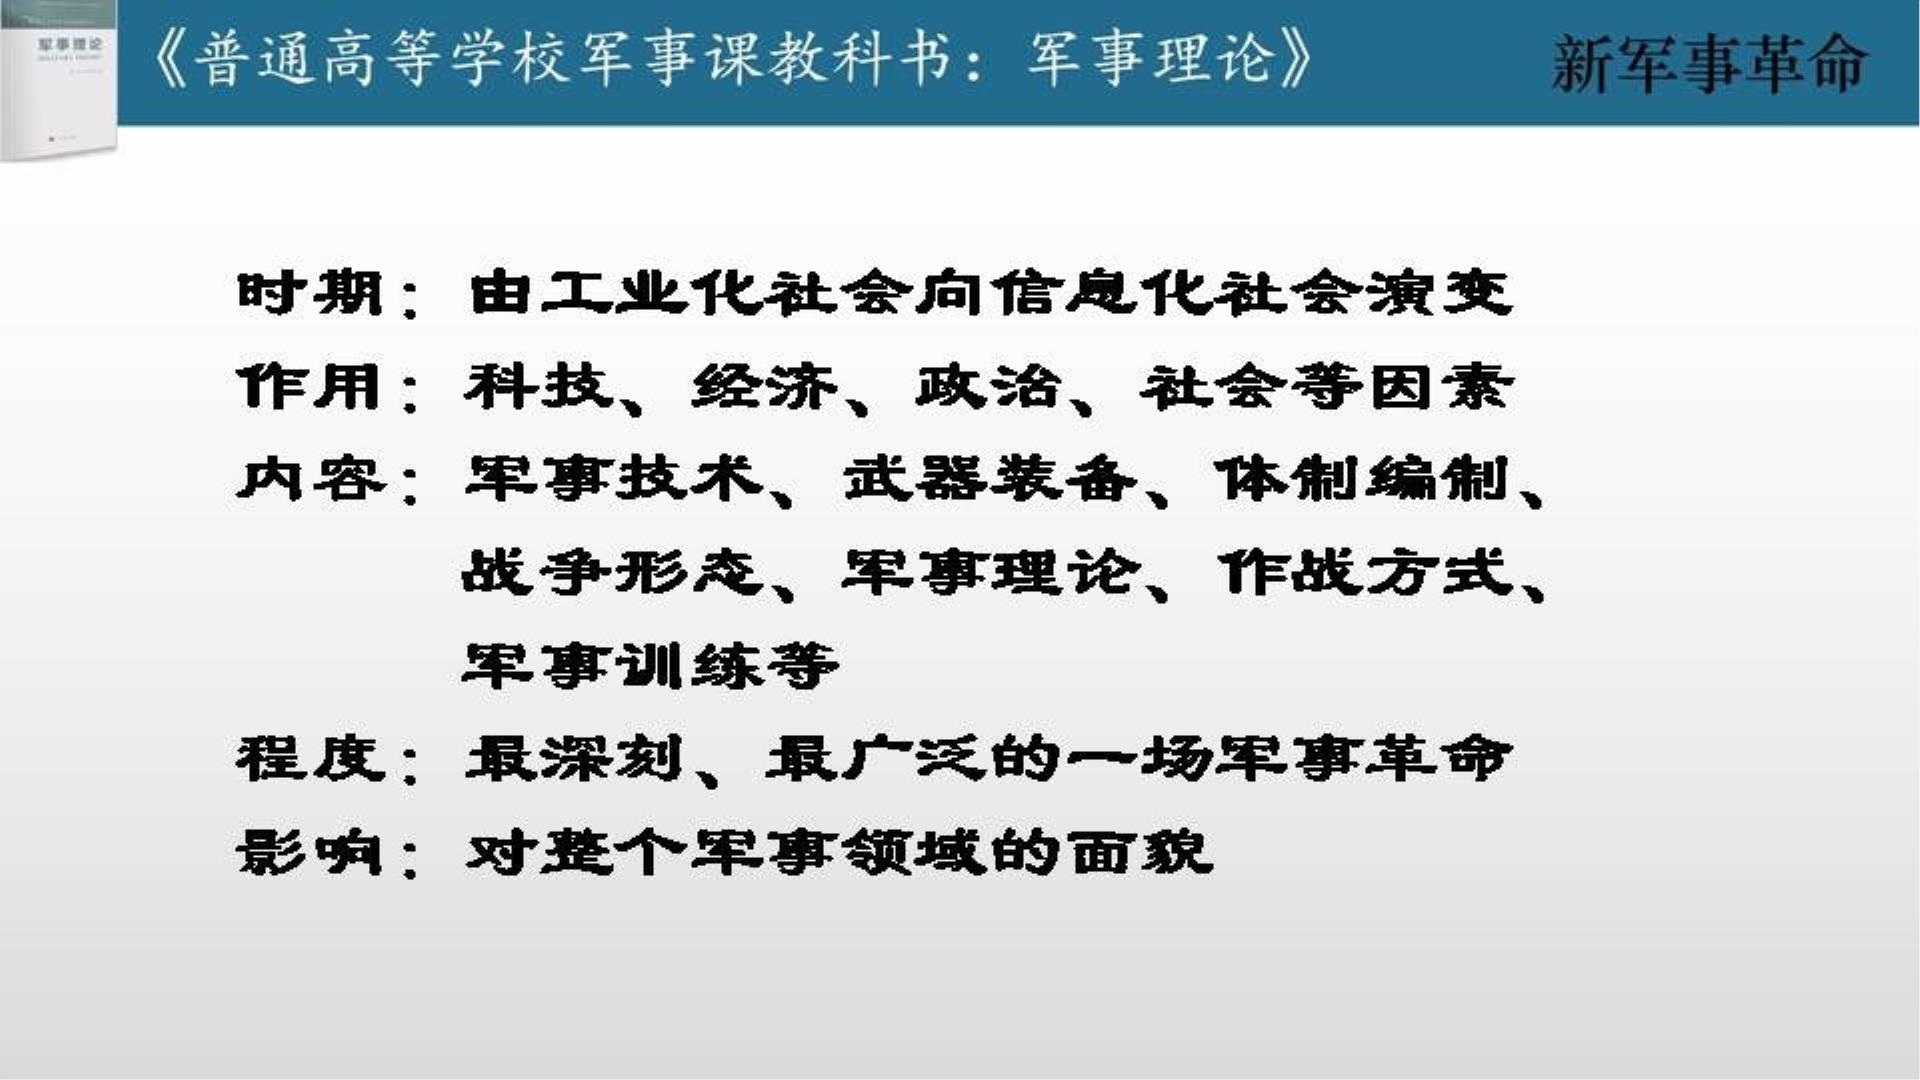 军事理论
《普通高等学校军事课教科书：军事理论》
新军事革命
时期：由工业化社会向信息化社会演变
作用：科技、经济、政治、社会等因素
内容：军事技术、武器装备、体制编制、
战争形态、军事理论、作战方式、
军事训练等
程度：最深刻、最广泛的一场军事革命
影响：对整个军事领域的面貌